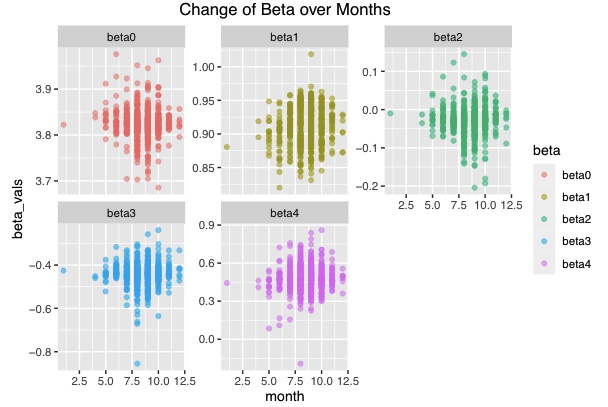 Change of Beta over Months
beta0 beta1 beta2
3.9
3.8
3.7
1.00
0.95
0.90
0.85
0.1
0.0
−0.1
−0.2
2.5 5.0 7.5 10.0 12.5
beta3 beta4
−0.4
−0.6
−0.8
0.9
0.6
0.3
0.0
2.5 5.0 7.5 10.0 12.5 2.5 5.0 7.5 10.0 12.5
month
beta_vals
beta
beta0
beta1
beta2
beta3
beta4